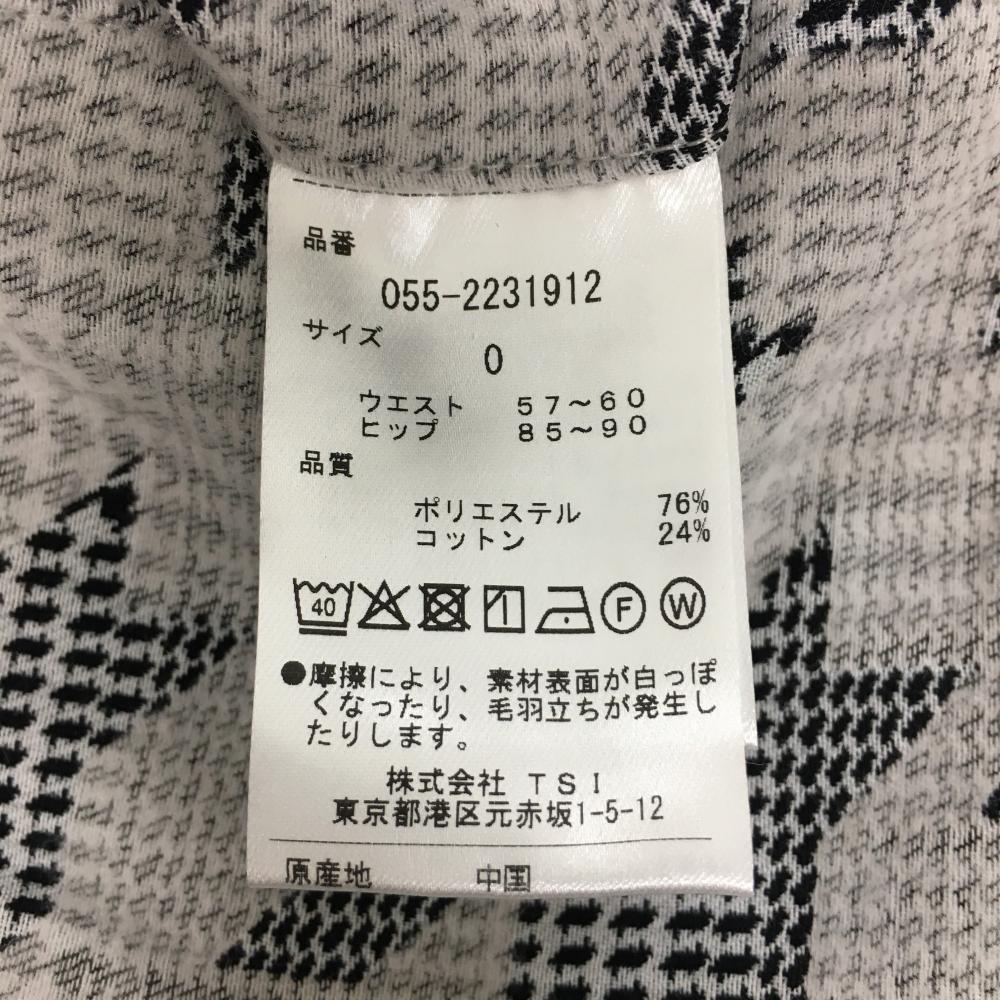 品番
055-2231912
サイズ
0
ウエスト 57～60
ヒップ 85～90
品質
ポリエステル 76%
コットン 24%
40 F W
●摩擦により、素材表面が白っぽ
くなったり、毛羽立ちが発生し
たりします。
株式会社 TSI
東京都港区元赤坂1-5-12
原産地 中国